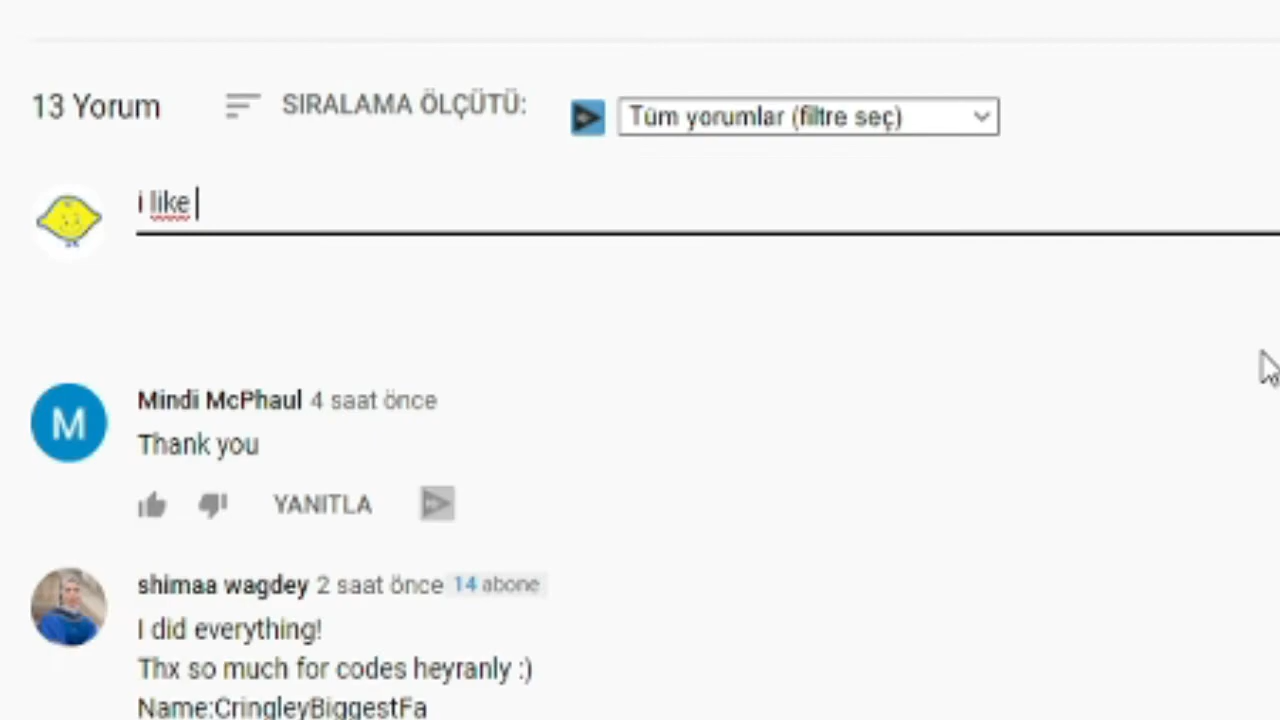 13 Yorum
SIRALAMA ÖLÇÜTÜ:
Tüm yorumlar (filtre seç)
i like
M
Mindi McPhaul 4 saat önce
Thank you
YANITLA
shimaa wagdey 2 saat önce 14 abone
I did everything!
Thx so much for codes heyranly :)
Name:CringleyBiggestFa